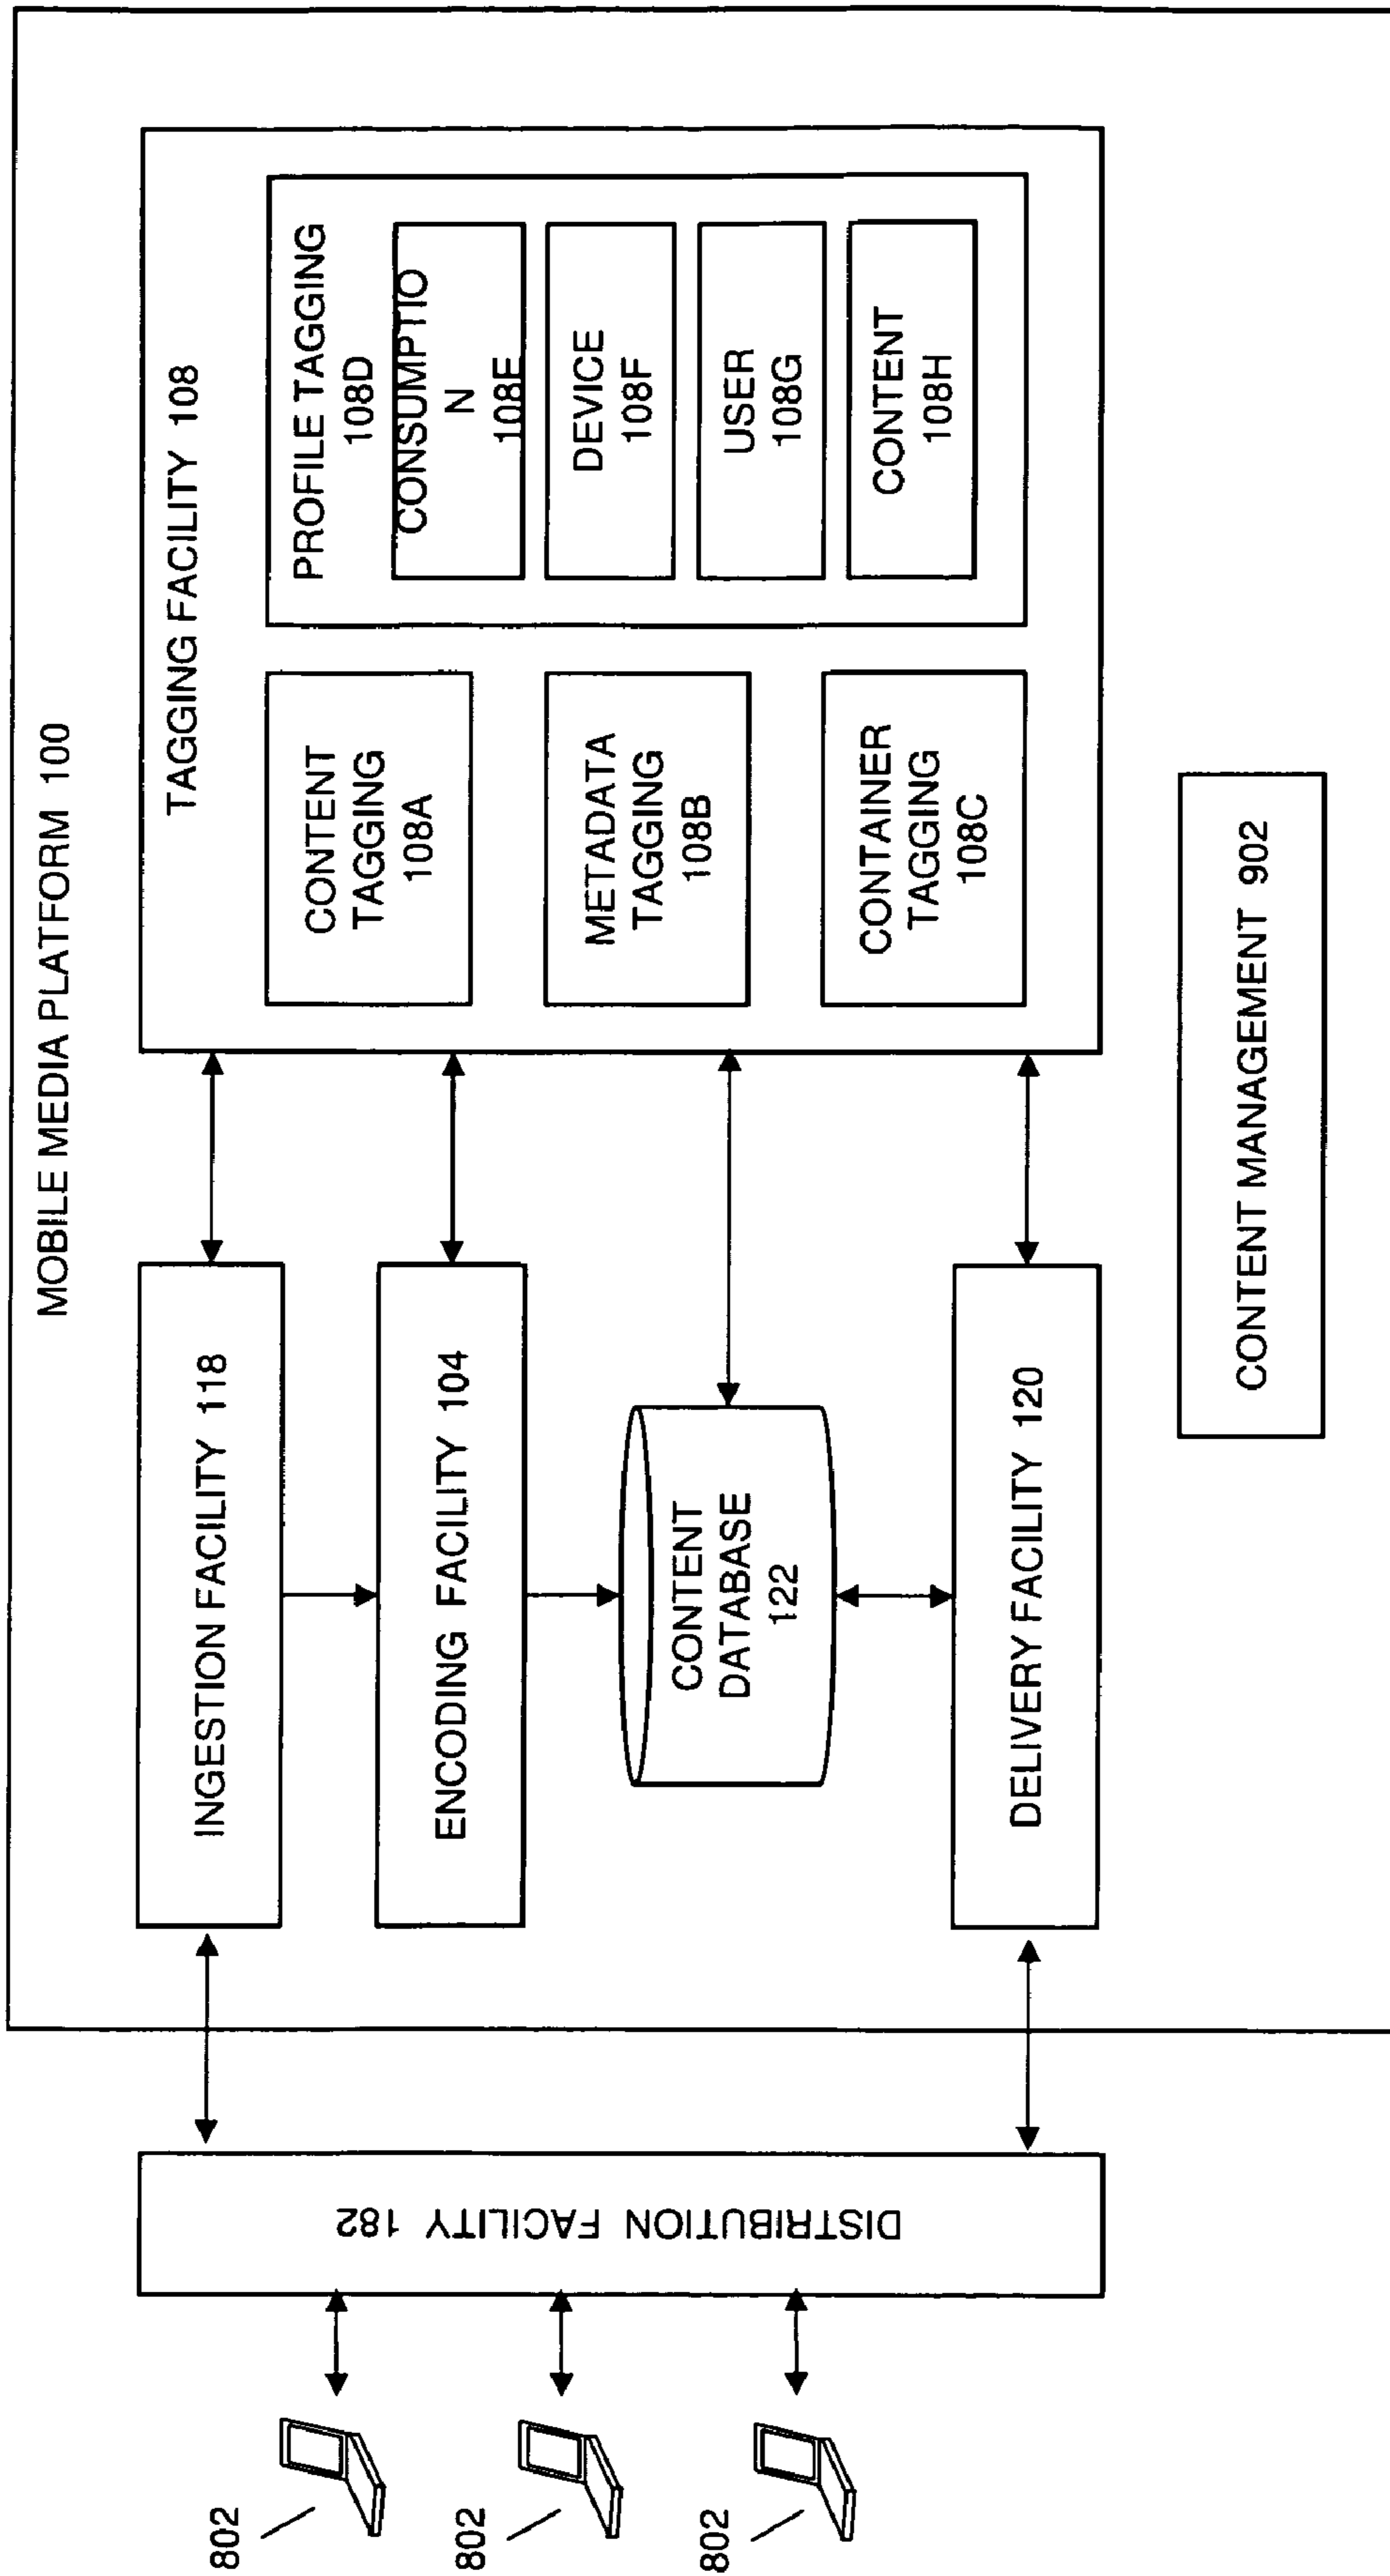 MOBILE MEDIA PLATFORM 100
TAGGING FACILITY 108
PROFILE TAGGING
108D
CONSUMPTIO
N
108E
DEVICE
108F
USER
108G
CONTENT
108H
CONTENT
TAGGING
108A
METADATA
TAGGING
108B
CONTAINER
TAGGING
108C
INGESTION FACILITY 118
ENCODING FACILITY 104
CONTENT
DATABASE
122
DELIVERY FACILITY 120
CONTENT MANAGEMENT 902
DISTRIBUTION FACILITY 182
802
802
802